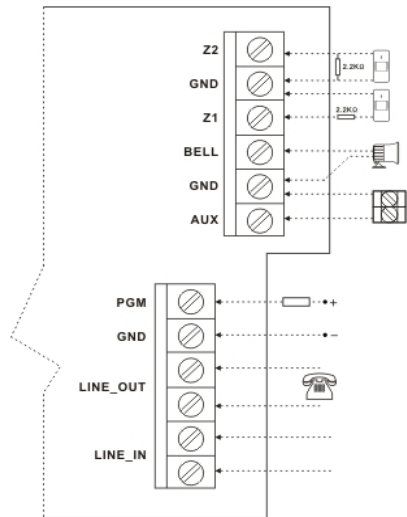 Z2
2.2KΩ
GND
Z1
2.2KΩ
BELL
GND
AUX
PGM
+
GND
−
LINE_OUT
LINE_IN